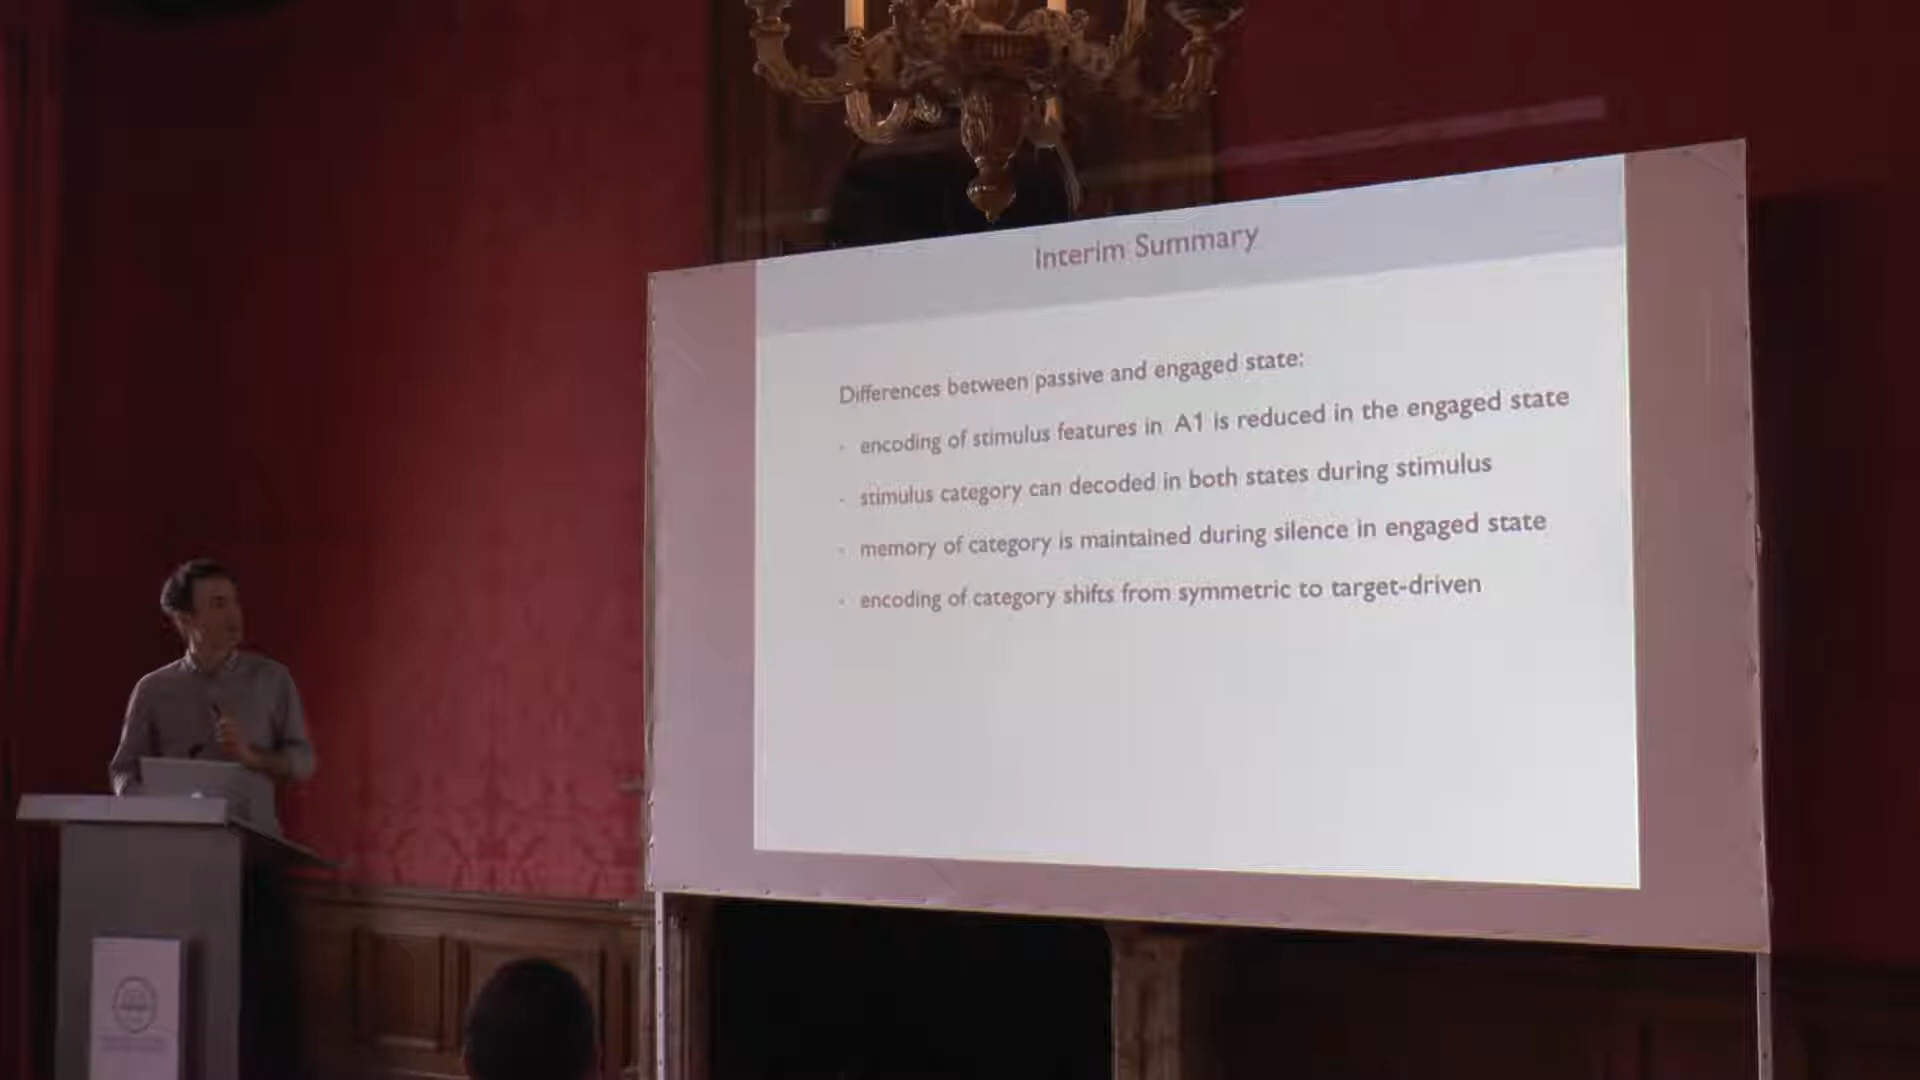 Interim Summary
Differences between passive and engaged state:
- encoding of stimulus features in A1 is reduced in the engaged state
- stimulus category can decoded in both states during stimulus
- memory of category is maintained during silence in engaged state
- encoding of category shifts from symmetric to target-driven